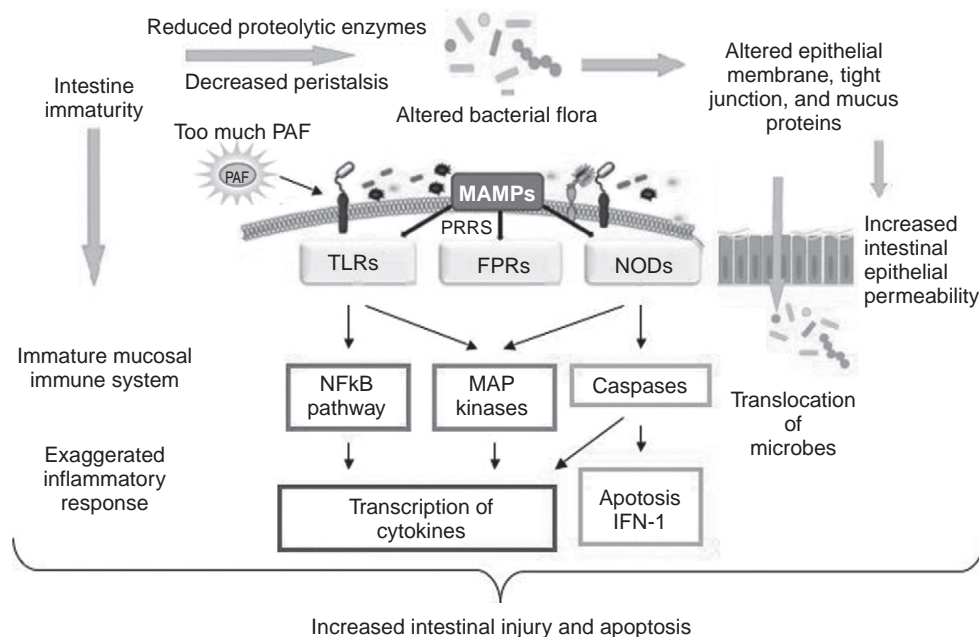 Reduced proteolytic enzymes
Decreased peristalsis
Intestine
immaturity
Altered bacterial flora
Altered epithelial
membrane, tight
junction, and mucus
proteins
Too much PAF
PAF
MAMPs
PRRS
TLRs
FPRs
NODs
Increased
intestinal
epithelial
permeability
Immature mucosal
immune system
NFkB
pathway
MAP
kinases
Caspases
Translocation
of
microbes
Exaggerated
inflammatory
response
Transcription of
cytokines
Apotosis
IFN-1
Increased intestinal injury and apoptosis